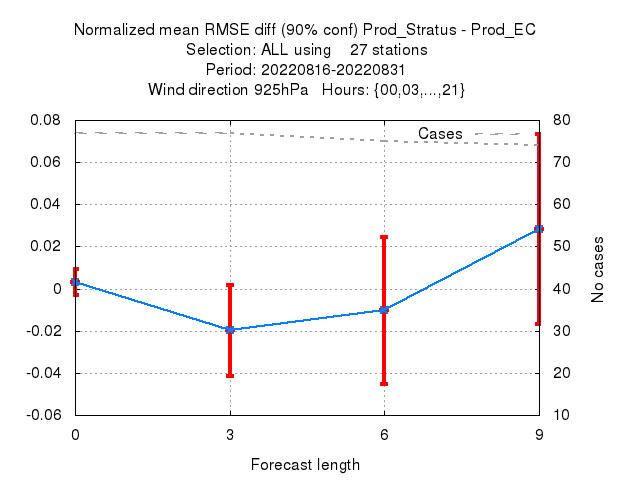 Normalized mean RMSE diff (90% conf) Prod_Stratus - Prod_EC
Selection: ALL using    27 stations
Period: 20220816-20220831
Wind direction 925hPa   Hours: {00,03,...,21}
Cases
0.08
0.06
0.04
0.02
0
-0.02
-0.04
-0.06
80
70
60
50
40
30
20
10
No cases
0 3 6 9
Forecast length